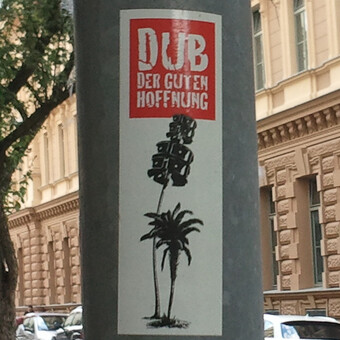 DUB
DER GUTEN
HOFFNUNG